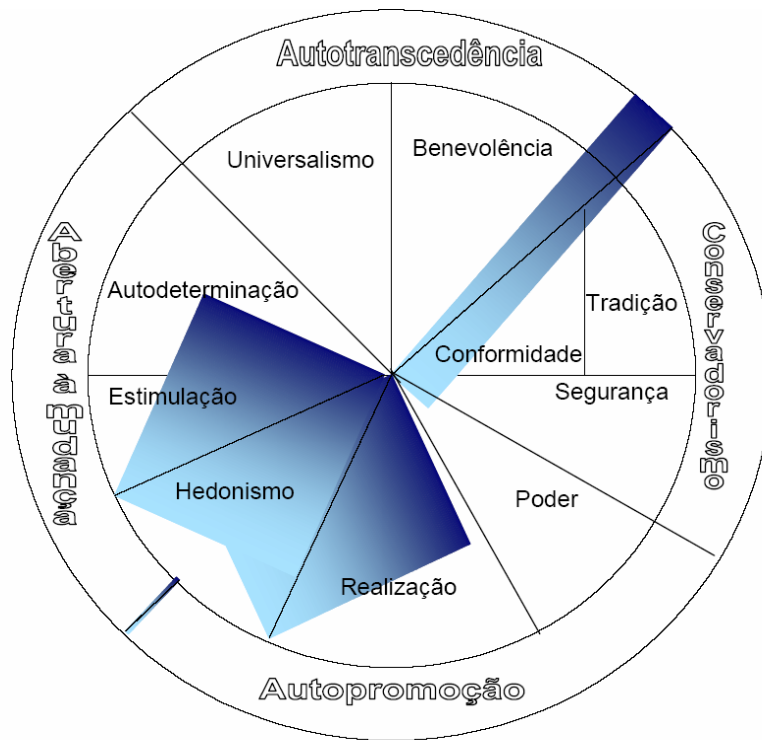 Autotranscedência
Universalismo
Benevolência
Abertura à mudança
Autodeterminação
Conservadorismo
Tradição
Conformidade
Estimulação
Segurança
Hedonismo
Poder
Realização
Autopromoção